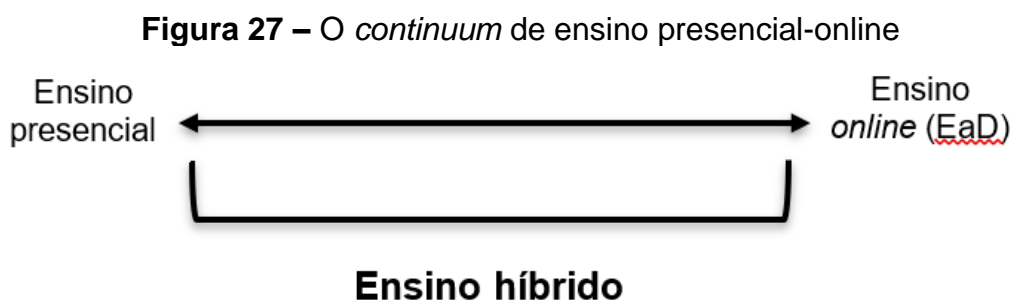 Figura 27 – O continuum de ensino presencial-online
Ensino
presencial
Ensino
online (EaD)
Ensino híbrido